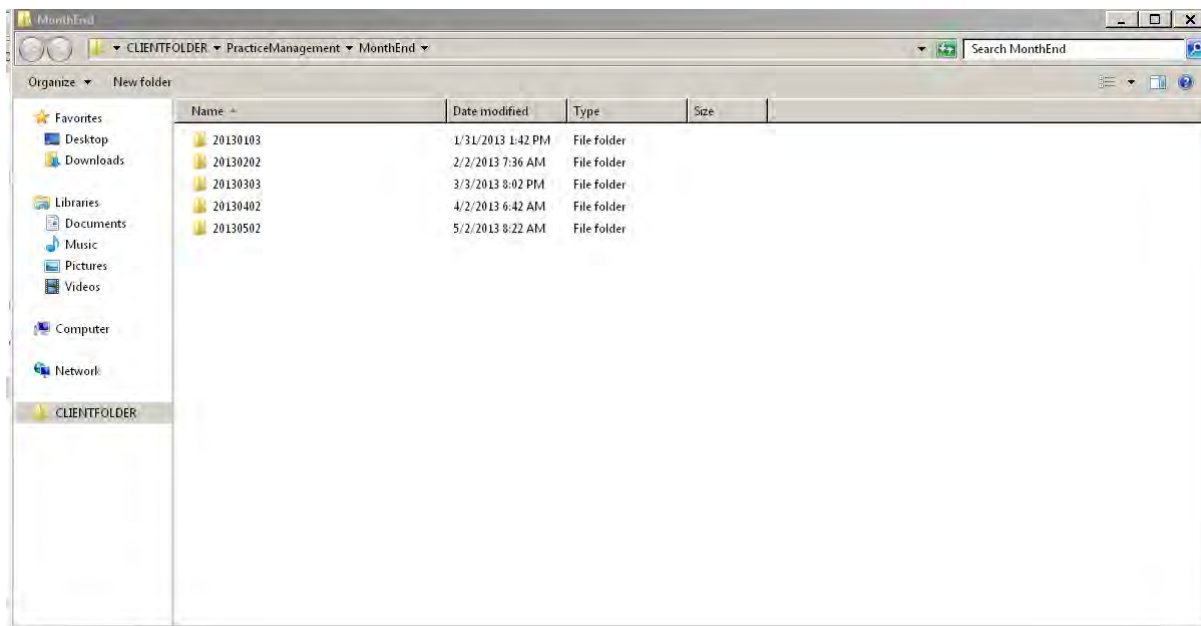 MonthEnd
CLIENTFOLDER PracticeManagement MonthEnd Search MonthEnd
Organize New folder
Favorites
Desktop
Downloads
Libraries
Documents
Music
Pictures
Videos
Computer
Network
CLIENTFOLDER
Name Date modified Type Size
20130103 1/31/2013 1:42 PM File folder
20130202 2/2/2013 7:36 AM File folder
20130303 3/3/2013 8:02 PM File folder
20130402 4/2/2013 6:42 AM File folder
20130502 5/2/2013 8:22 AM File folder